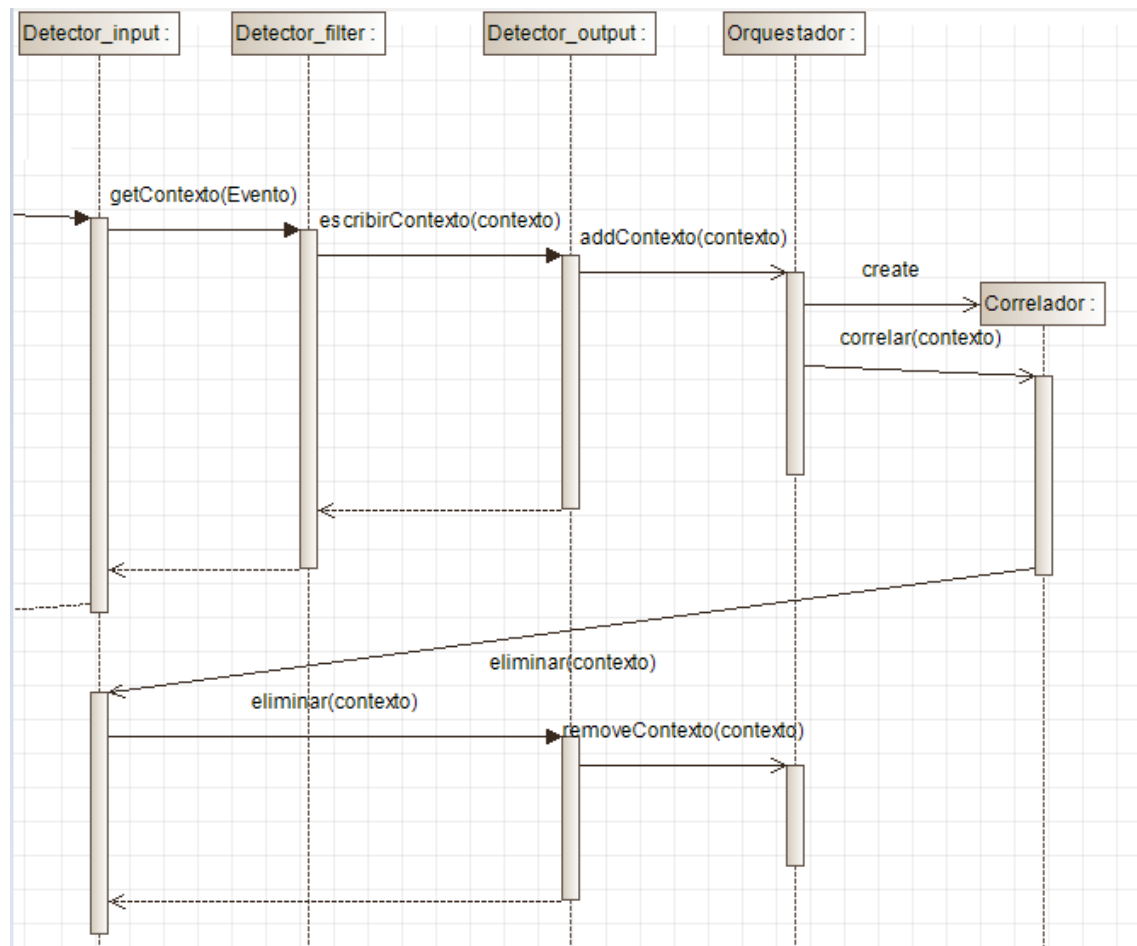 Detector_input :
Detector_filter :
Detector_output :
Orquestador :
getContexto(Evento)
escribirContexto(contexto)
addContexto(contexto)
create
Correlador :
correlar(contexto)
eliminar(contexto)
eliminar(contexto)
removeContexto(contexto)